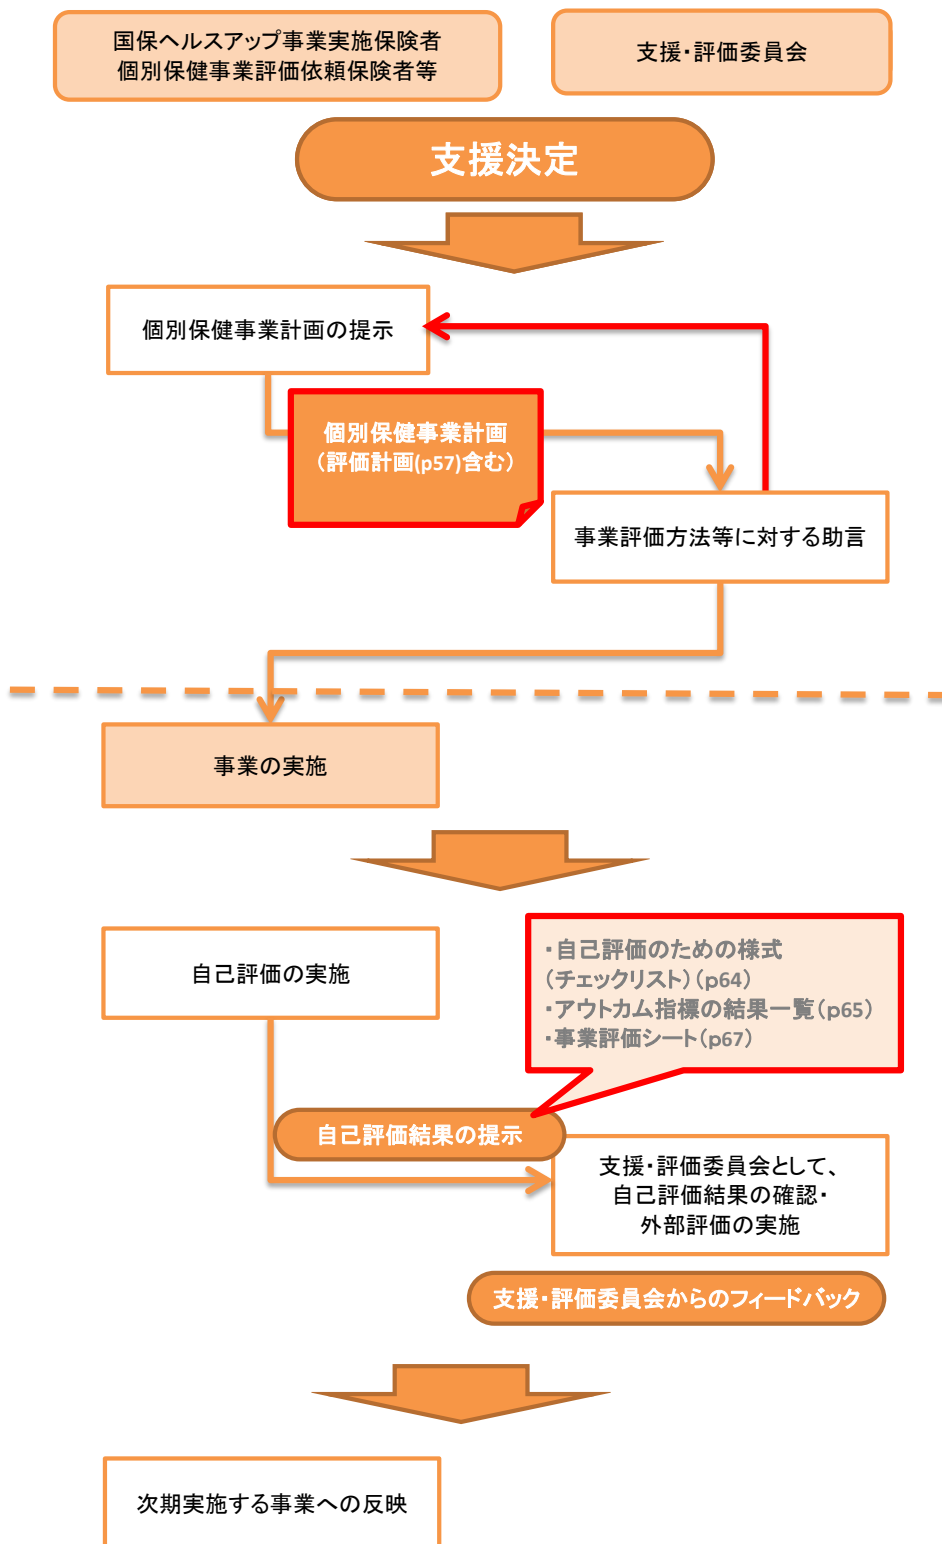 国保ヘルスアップ事業実施保険者
個別保健事業評価依頼保険者等
支援・評価委員会
支援決定
個別保健事業計画の提示
個別保健事業計画
(評価計画(p57)含む)
事業評価方法等に対する助言
事業の実施
自己評価の実施
・自己評価のための様式
(チェックリスト)(p64)
・アウトカム指標の結果一覧(p65)
・事業評価シート(p67)
自己評価結果の提示
支援・評価委員会として、
自己評価結果の確認・
外部評価の実施
支援・評価委員会からのフィードバック
次期実施する事業への反映